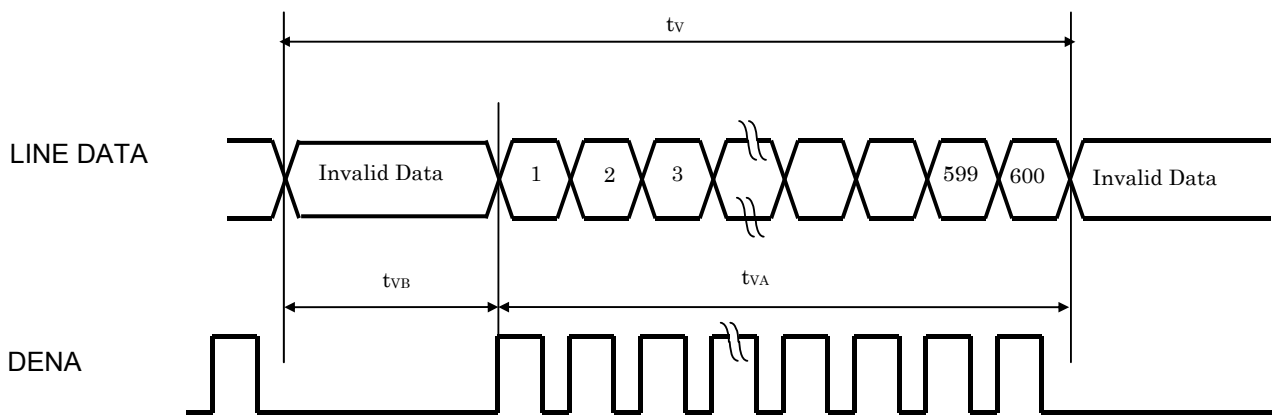 tV
LINE DATA
Invalid Data 1 2 3 599 600 Invalid Data
tVB tVA
DENA